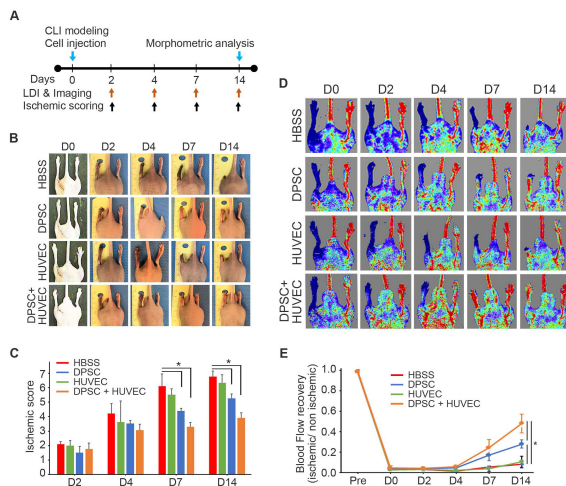 A
CLI modeling
Cell injection
Morphometric analysis
Days 0 2 4 7 14
LDI & Imaging
Ischemic scoring
B
D0 D2 D4 D7 D14
HBSS
DPSC
HUVEC
DPSC+
HUVEC
C
HBSS
DPSC
HUVEC
DPSC + HUVEC
*
*
Ischemic score
7
6
5
4
3
2
1
0
D2 D4 D7 D14
D
D0 D2 D4 D7 D14
HBSS
DPSC
HUVEC
DPSC+
HUVEC
E
HBSS
DPSC
HUVEC
DPSC + HUVEC
Blood Flow recovery
(ischemic/ non ischemic)
1.0
0.8
0.6
0.4
0.2
0
*
Pre D0 D2 D4 D7 D14